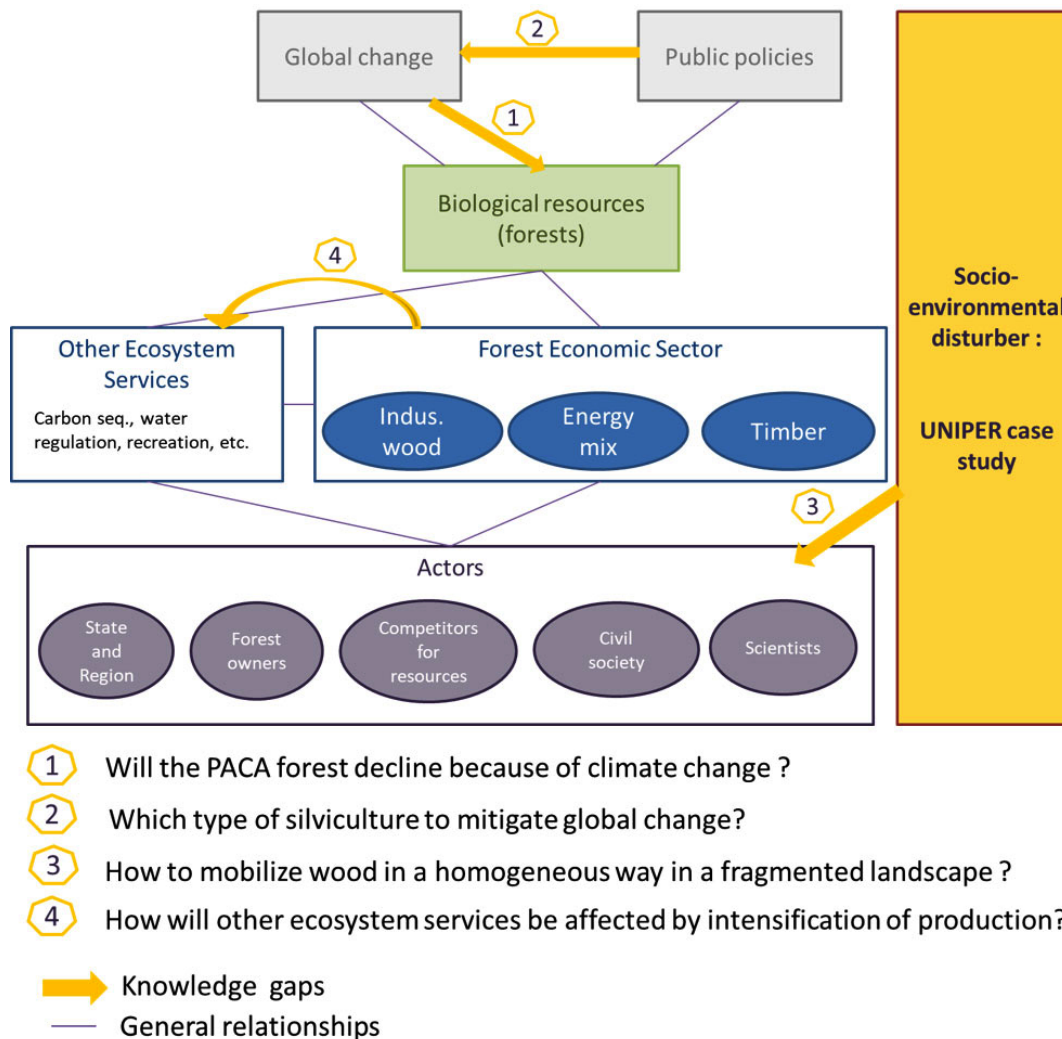 2
Global change
Public policies
1
Biological resources
(forests)
4
Other Ecosystem
Services
Carbon seq., water
regulation, recreation, etc.
Forest Economic Sector
Indus.
wood
Energy
mix
Timber
Socio-
environmental
disturber :
UNIPER case
study
3
Actors
State
and
Region
Forest
owners
Competitors
for
resources
Civil
society
Scientists
1 Will the PACA forest decline because of climate change ?
2 Which type of silviculture to mitigate global change?
3 How to mobilize wood in a homogeneous way in a fragmented landscape ?
4 How will other ecosystem services be affected by intensification of production?
Knowledge gaps
General relationships